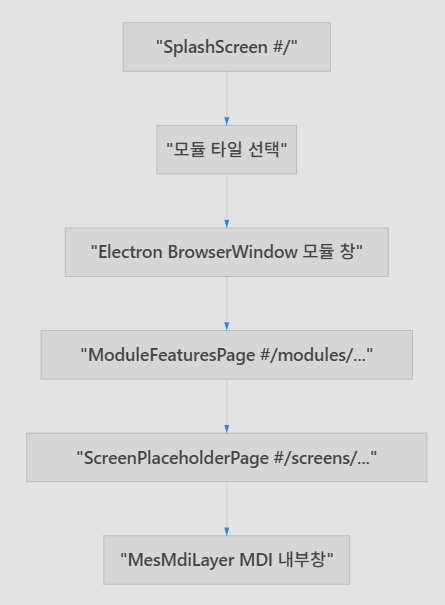 "SplashScreen #/"
"모듈 타일 선택"
"Electron BrowserWindow 모듈 창"
"ModuleFeaturesPage #/modules/..."
"ScreenPlaceholderPage #/screens/..."
"MesMdiLayer MDI 내부창"